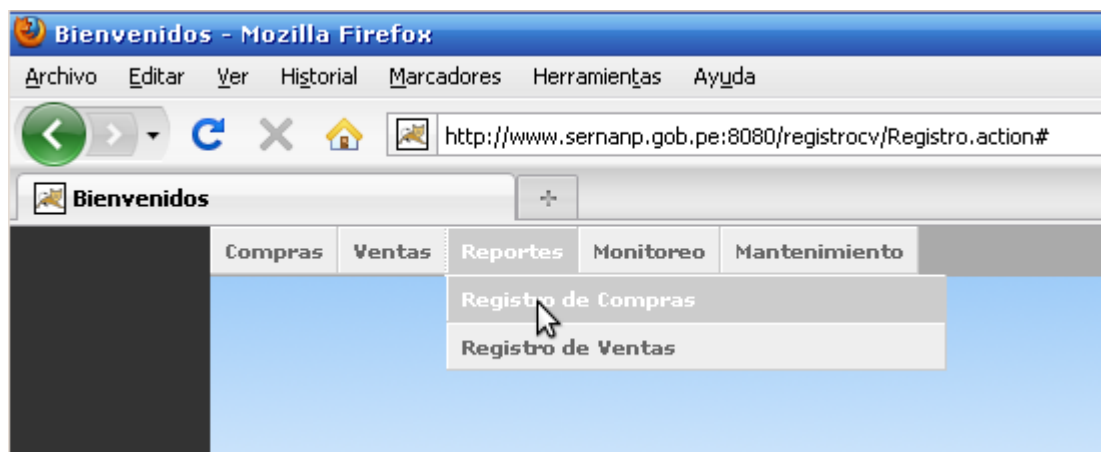 Bienvenidos - Mozilla Firefox
Archivo Editar Ver Historial Marcadores Herramientas Ayuda
http://www.sernanp.gob.pe:8080/registrocv/Registro.action#
Bienvenidos
Compras Ventas Reportes Monitoreo Mantenimiento
Registro de Compras
Registro de Ventas